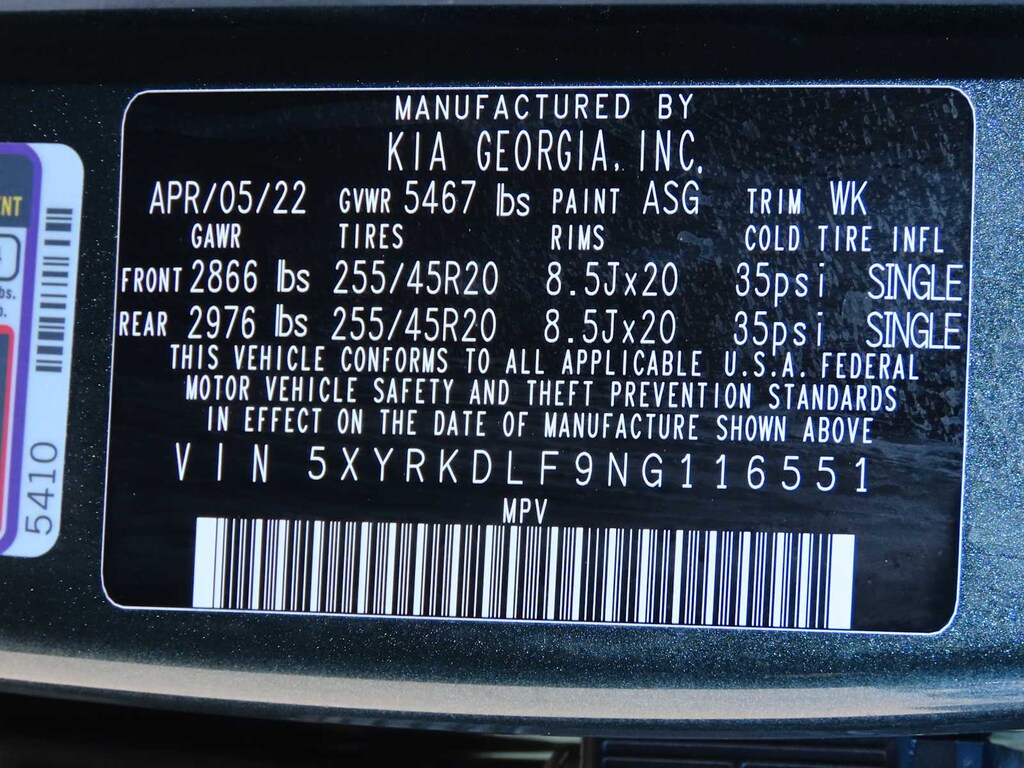 MANUFACTURED BY
KIA GEORGIA, INC.
APR/05/22 GVWR 5467 lbs PAINT ASG TRIM WK
GAWR TIRES RIMS COLD TIRE INFL
FRONT 2866 lbs 255/45R20 8.5Jx20 35psi SINGLE
REAR 2976 lbs 255/45R20 8.5Jx20 35psi SINGLE
THIS VEHICLE CONFORMS TO ALL APPLICABLE U.S.A. FEDERAL
MOTOR VEHICLE SAFETY AND THEFT PREVENTION STANDARDS
IN EFFECT ON THE DATE OF MANUFACTURE SHOWN ABOVE
VIN 5XYRKDLF9NG116551
MPV
5410